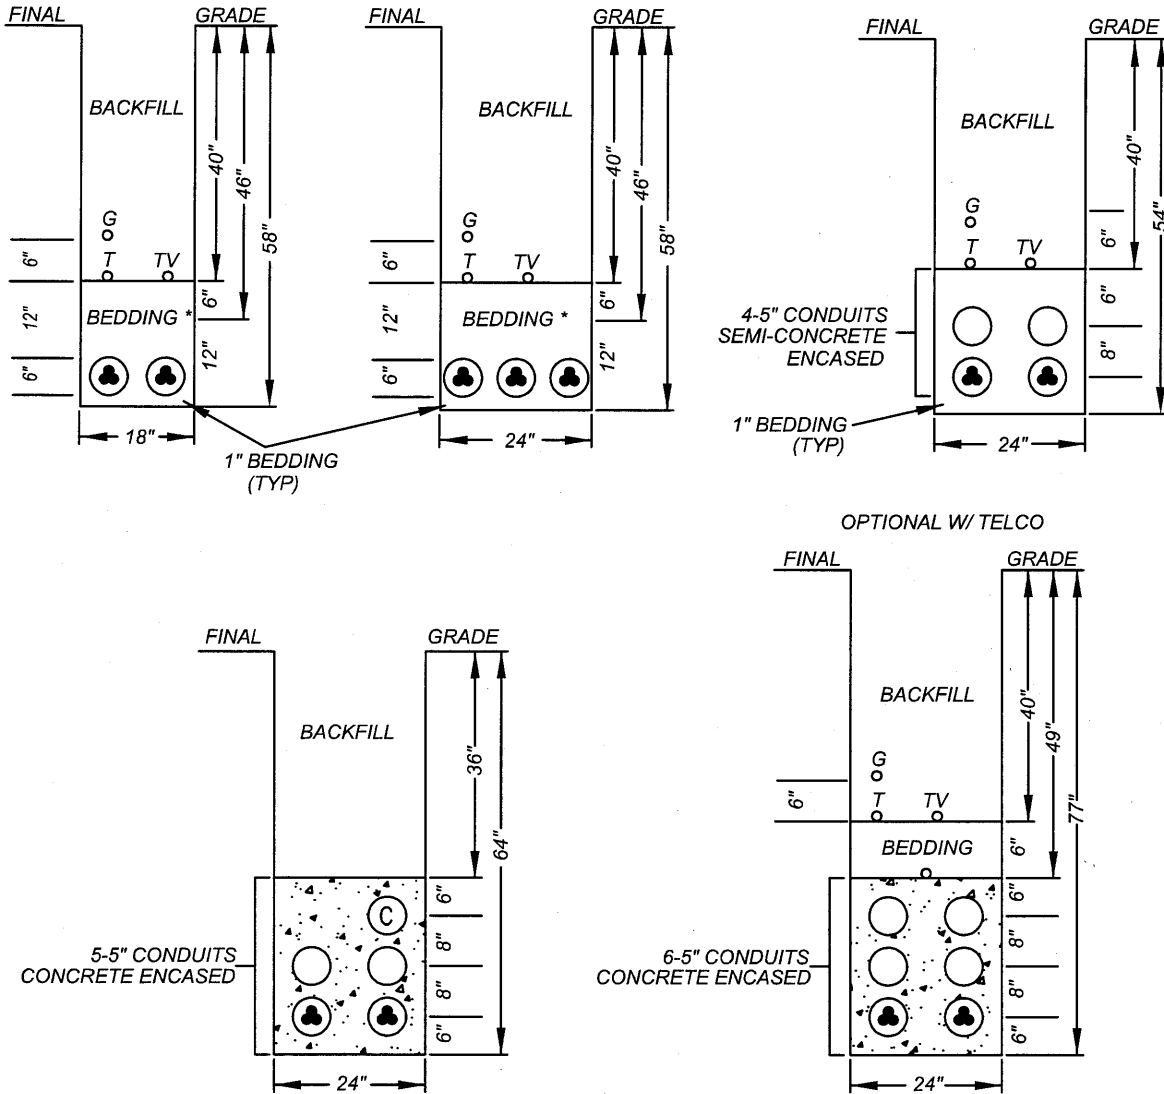 FINAL GRADE
BACKFILL
40"
46"
58"
G
T TV
6"
12"
6"
BEDDING *
6"
12"
18"
FINAL GRADE
BACKFILL
40"
46"
58"
G
T TV
6"
12"
6"
BEDDING *
6"
12"
24"
1" BEDDING
(TYP)
FINAL GRADE
BACKFILL
40"
54"
G
T TV
6"
6"
8"
4-5" CONDUITS
SEMI-CONCRETE
ENCASED
1" BEDDING
(TYP)
24"
FINAL GRADE
BACKFILL
36"
64"
C
6"
8"
8"
6"
5-5" CONDUITS
CONCRETE ENCASED
24"
OPTIONAL W/ TELCO
FINAL GRADE
BACKFILL
40"
49"
77"
G
T TV
6"
BEDDING
6"
6"
8"
8"
6"
6-5" CONDUITS
CONCRETE ENCASED
24"